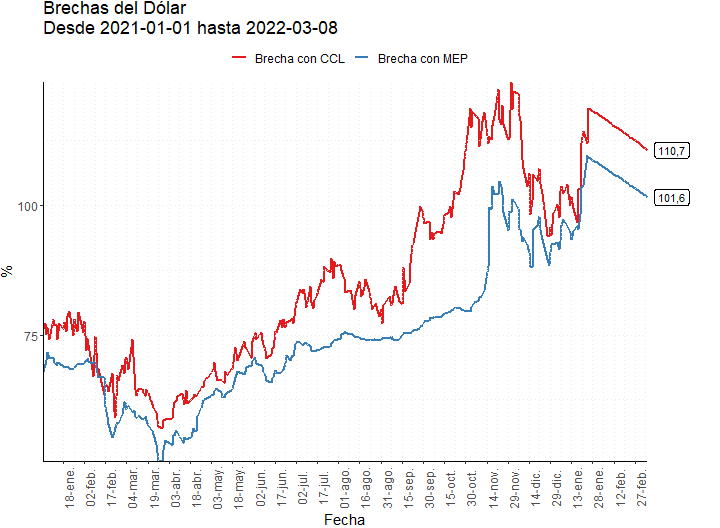 Brechas del Dólar
Desde 2021-01-01 hasta 2022-03-08
Brecha con CCL
Brecha con MEP
%
100
75
110,7
101,6
18-ene.
02-feb.
17-feb.
04-mar.
19-mar.
03-abr.
18-abr.
03-may.
18-may.
02-jun.
17-jun.
02-jul.
17-jul.
01-ago.
16-ago.
31-ago.
15-sep.
30-sep.
15-oct.
30-oct.
14-nov.
29-nov.
14-dic.
29-dic.
13-ene.
28-ene.
12-feb.
27-feb.
Fecha